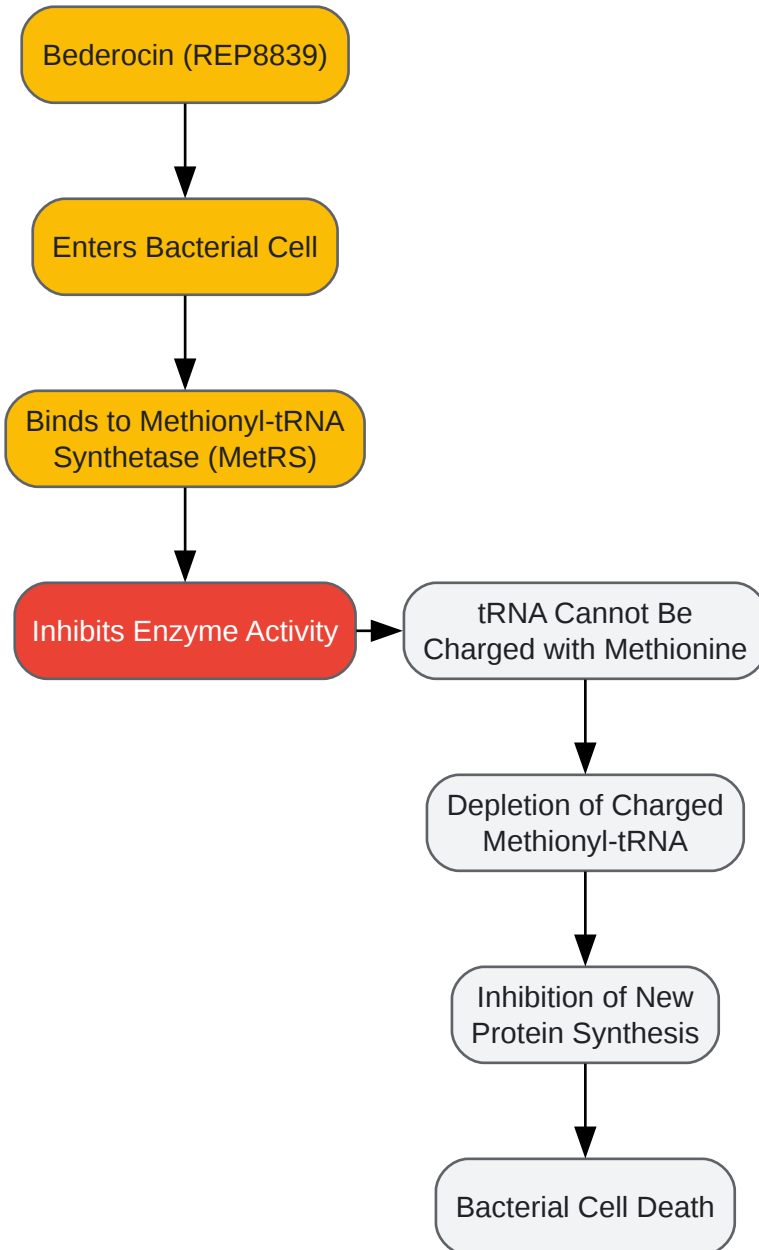 Bederocin (REP8839)
Enters Bacterial Cell
Binds to Methionyl-tRNA
Synthetase (MetRS)
Inhibits Enzyme Activity
tRNA Cannot Be
Charged with Methionine
Depletion of Charged
Methionyl-tRNA
Inhibition of New
Protein Synthesis
Bacterial Cell Death